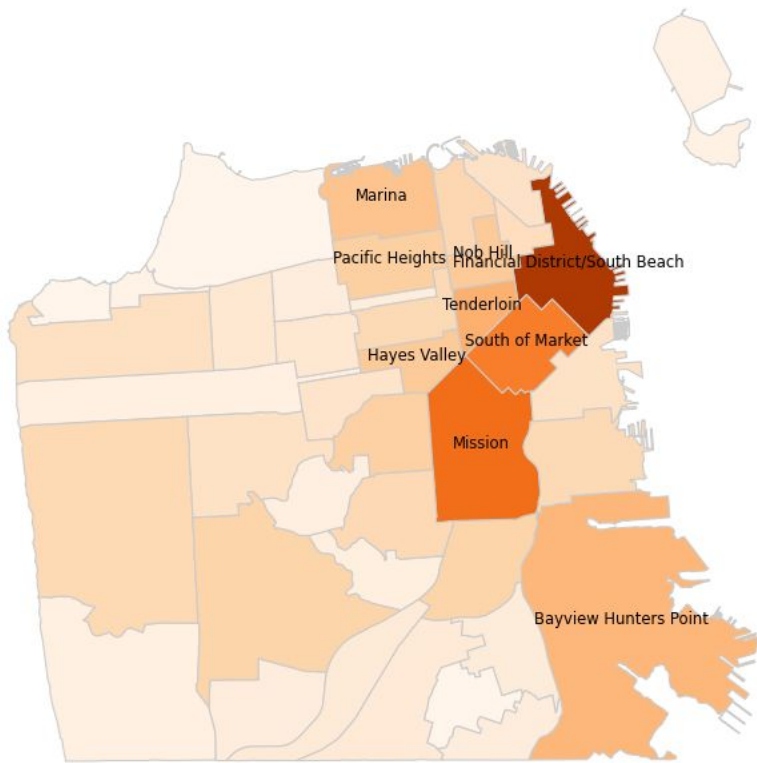 Marina
Pacific Heights
Nob Hill
Financial District/South Beach
Tenderloin
South of Market
Hayes Valley
Mission
Bayview Hunters Point